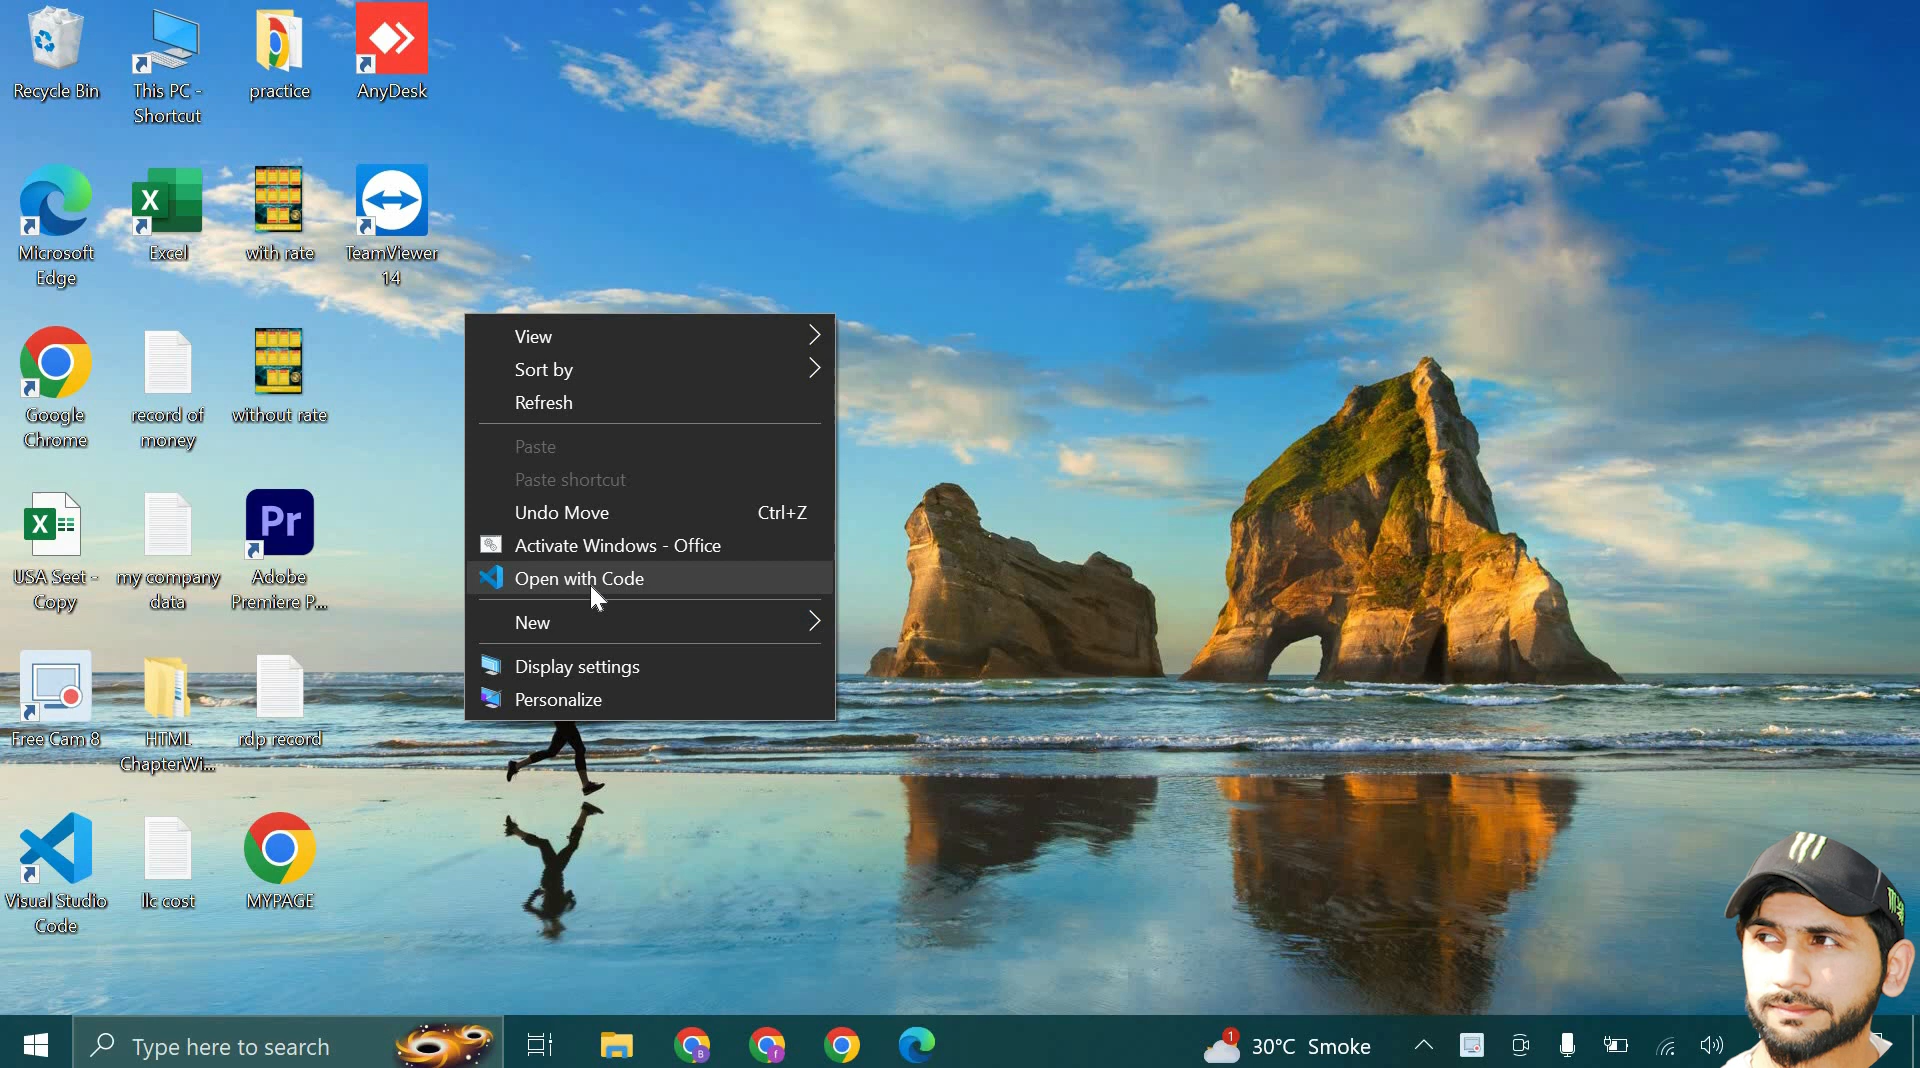 Recycle Bin
This PC -
Shortcut
practice
AnyDesk
Microsoft
Edge
Excel
with rate
TeamViewer
14
Google
Chrome
record of
money
without rate
USA Seet -
Copy
my company
data
Pr
Adobe
Premiere P...
Free Cam 8
HTML
ChapterWi...
rdp record
Visual Studio
Code
llc cost
MYPAGE
View
Sort by
Refresh
Paste
Paste shortcut
Undo Move Ctrl+Z
Activate Windows - Office
Open with Code
New
Display settings
Personalize
Type here to search
B
f
1
30°C Smoke